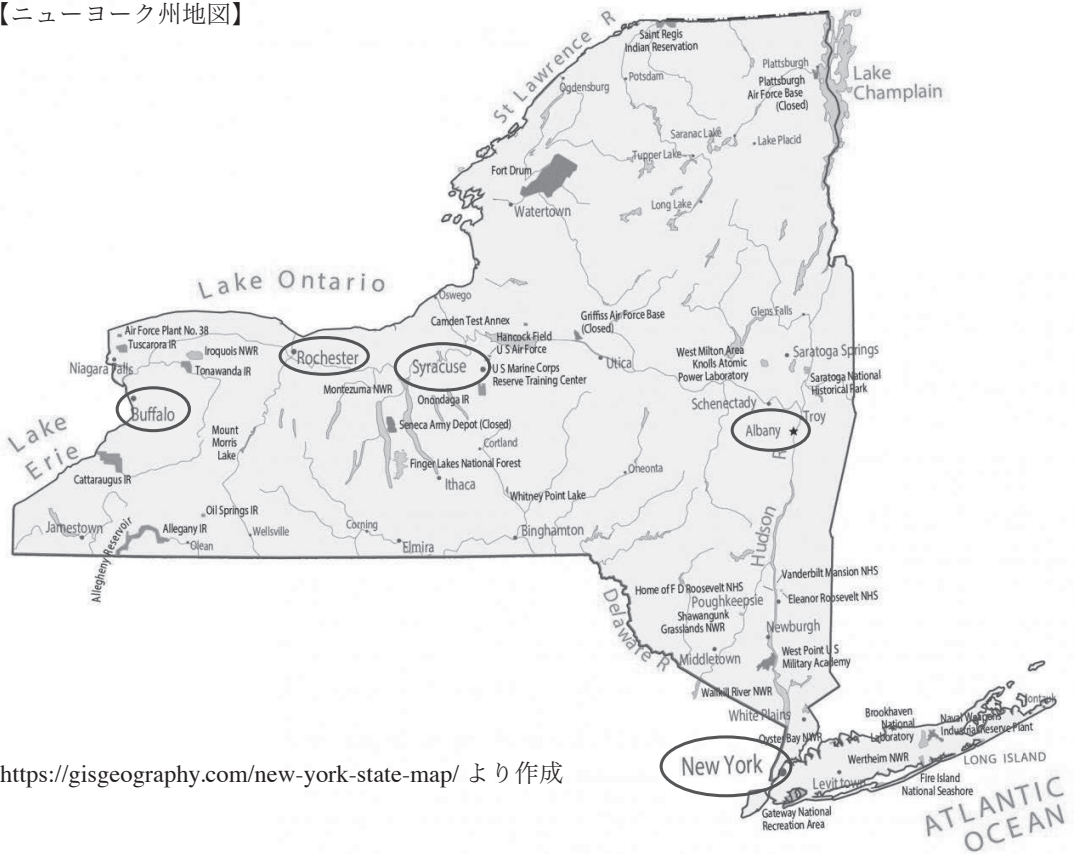 【ニューヨーク州地図】
St Lawrence R
Saint Regis
Indian Reservation
Plattsburgh
Plattsburgh
Air Force Base
(Closed)
Lake
Champlain
Potsdam
Ogdensburg
Saranac Lake
Lake Placid
Tupper Lake
Fort Drum
Long Lake
Watertown
Lake Ontario
Oswego
Glens Falls
Camden Test Annex
Griffiss Air Force Base
(Closed)
Air Force Plant No. 38
Tuscarora IR
Hancock Field
U S Air Force
Niagara Falls
Iroquois NWR
Tonawanda IR
Rochester
Syracuse
U S Marine Corps
Reserve Training Center
Utica
West Milton Area
Knolls Atomic
Power Laboratory
Saratoga Springs
Saratoga National
Historical Park
Montezuma NWR
Onondaga IR
Schenectady
Troy
Buffalo
Albany
Seneca Army Depot (Closed)
Lake
Erie
Mount
Morris
Lake
Cortland
Finger Lakes National Forest
Oneonta
Cattaraugus IR
Ithaca
Whitney Point Lake
Oil Springs IR
Jamestown
Allegany IR
Olean
Wellsville
Corning
Elmira
Binghamton
Allegheny Reservoir
Hudson
R
Delaware R
Vanderbilt Mansion NHS
Home of F D Roosevelt NHS
Poughkeepsie
Eleanor Roosevelt NHS
Shawangunk
Grasslands NWR
Newburgh
Middletown
West Point U S
Military Academy
Wallkill River NWR
White Plains
Brookhaven
National
Laboratory
Naval Weapons
Industrial Reserve Plant
Montauk
Oyster Bay NWR
Wertheim NWR
LONG ISLAND
New York
Levittown
Fire Island
National Seashore
Gateway National
Recreation Area
ATLANTIC
OCEAN
https://gisgeography.com/new-york-state-map/ より作成